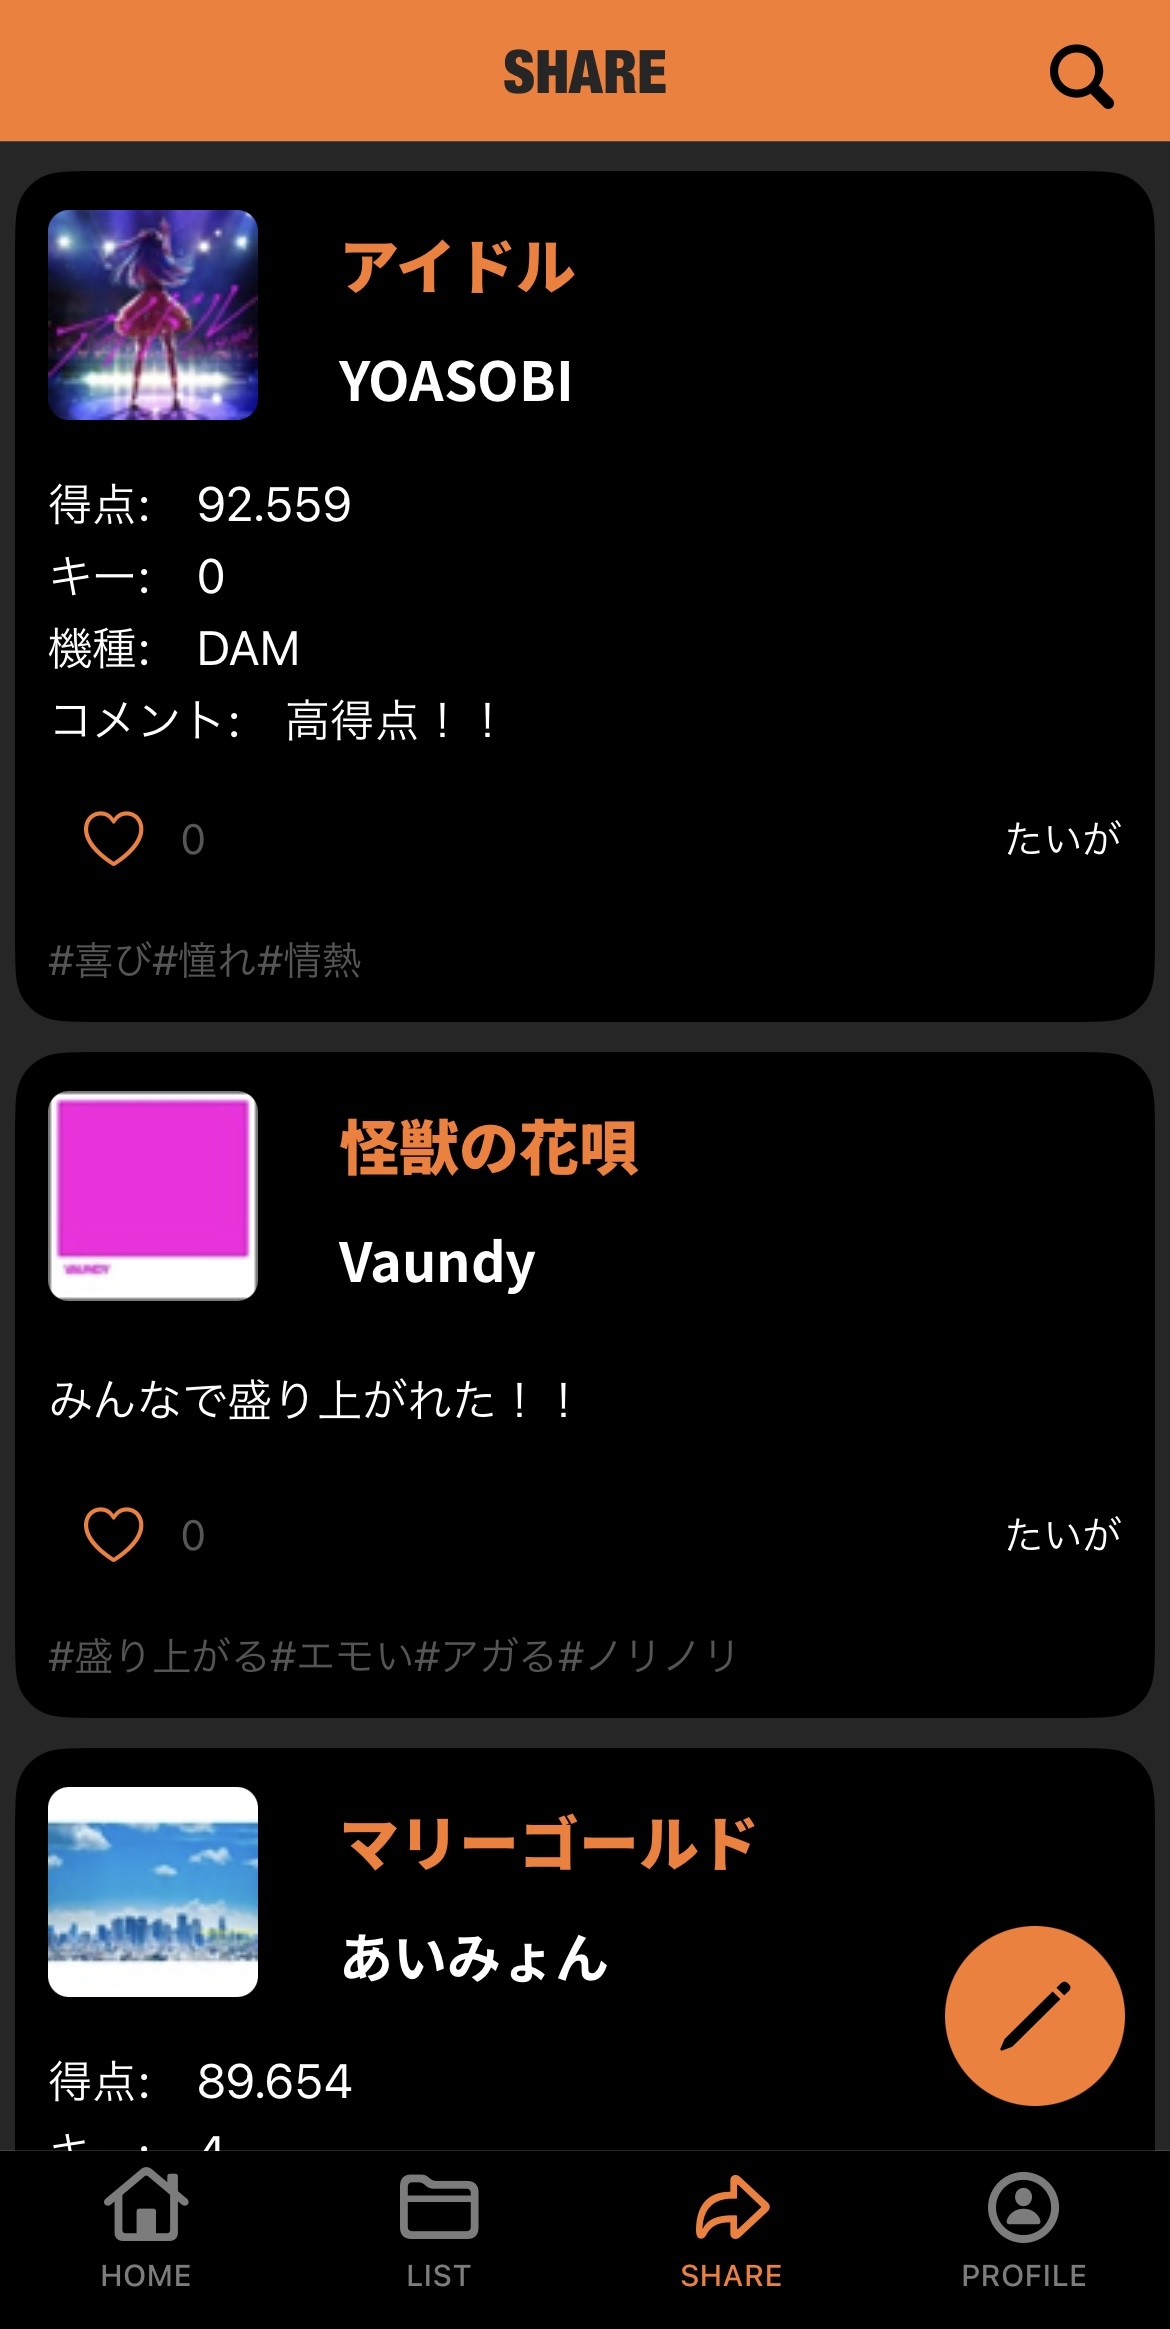 SHARE
アイドル
YOASOBI
得点: 92.559
キー: 0
機種: DAM
コメント: 高得点！！
0
たいが
#喜び#憧れ#情熱
怪獣の花唄
VAUNDY
Vaundy
みんなで盛り上がれた！！
0
たいが
#盛り上がる#エモい#アガる#ノリノリ
マリーゴールド
あいみょん
得点: 89.654
キー: 4
HOME
LIST
SHARE
PROFILE